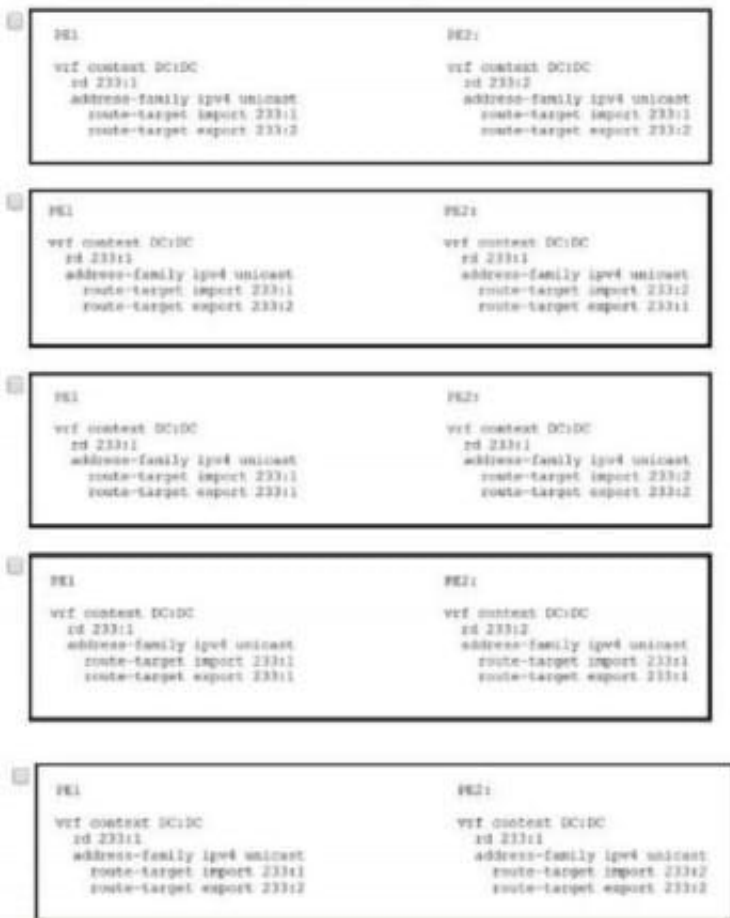 PE1 PE2:
vrf context DC:DC vrf context DC:DC
rd 233:1 rd 233:2
address-family ipv4 unicast address-family ipv4 unicast
route-target import 233:1 route-target import 233:1
route-target export 233:2 route-target export 233:2
PE1 PE2:
vrf context DC:DC vrf context DC:DC
rd 233:1 rd 233:1
address-family ipv4 unicast address-family ipv4 unicast
route-target import 233:1 route-target import 233:2
route-target export 233:2 route-target export 233:1
PE1 PE2:
vrf context DC:DC vrf context DC:DC
rd 233:1 rd 233:1
address-family ipv4 unicast address-family ipv4 unicast
route-target import 233:1 route-target import 233:2
route-target export 233:1 route-target export 233:2
PE1 PE2:
vrf context DC:DC vrf context DC:DC
rd 233:1 rd 233:2
address-family ipv4 unicast address-family ipv4 unicast
route-target import 233:1 route-target import 233:1
route-target export 233:1 route-target export 233:1
PE1 PE2:
vrf context DC:DC vrf context DC:DC
rd 233:1 rd 233:1
address-family ipv4 unicast address-family ipv4 unicast
route-target import 233:1 route-target import 233:2
route-target export 233:2 route-target export 233:2